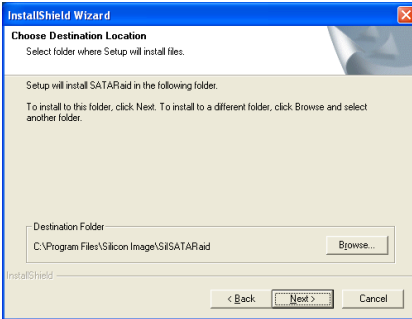 InstallShield Wizard
Choose Destination Location
Select folder where Setup will install files.
Setup will install SATARaid in the following folder.
To install to this folder, click Next. To install to a different folder, click Browse and select
another folder.
Destination Folder
C:\Program Files\Silicon Image\SiISATARaid
Browse...
InstallShield
< Back
Next >
Cancel